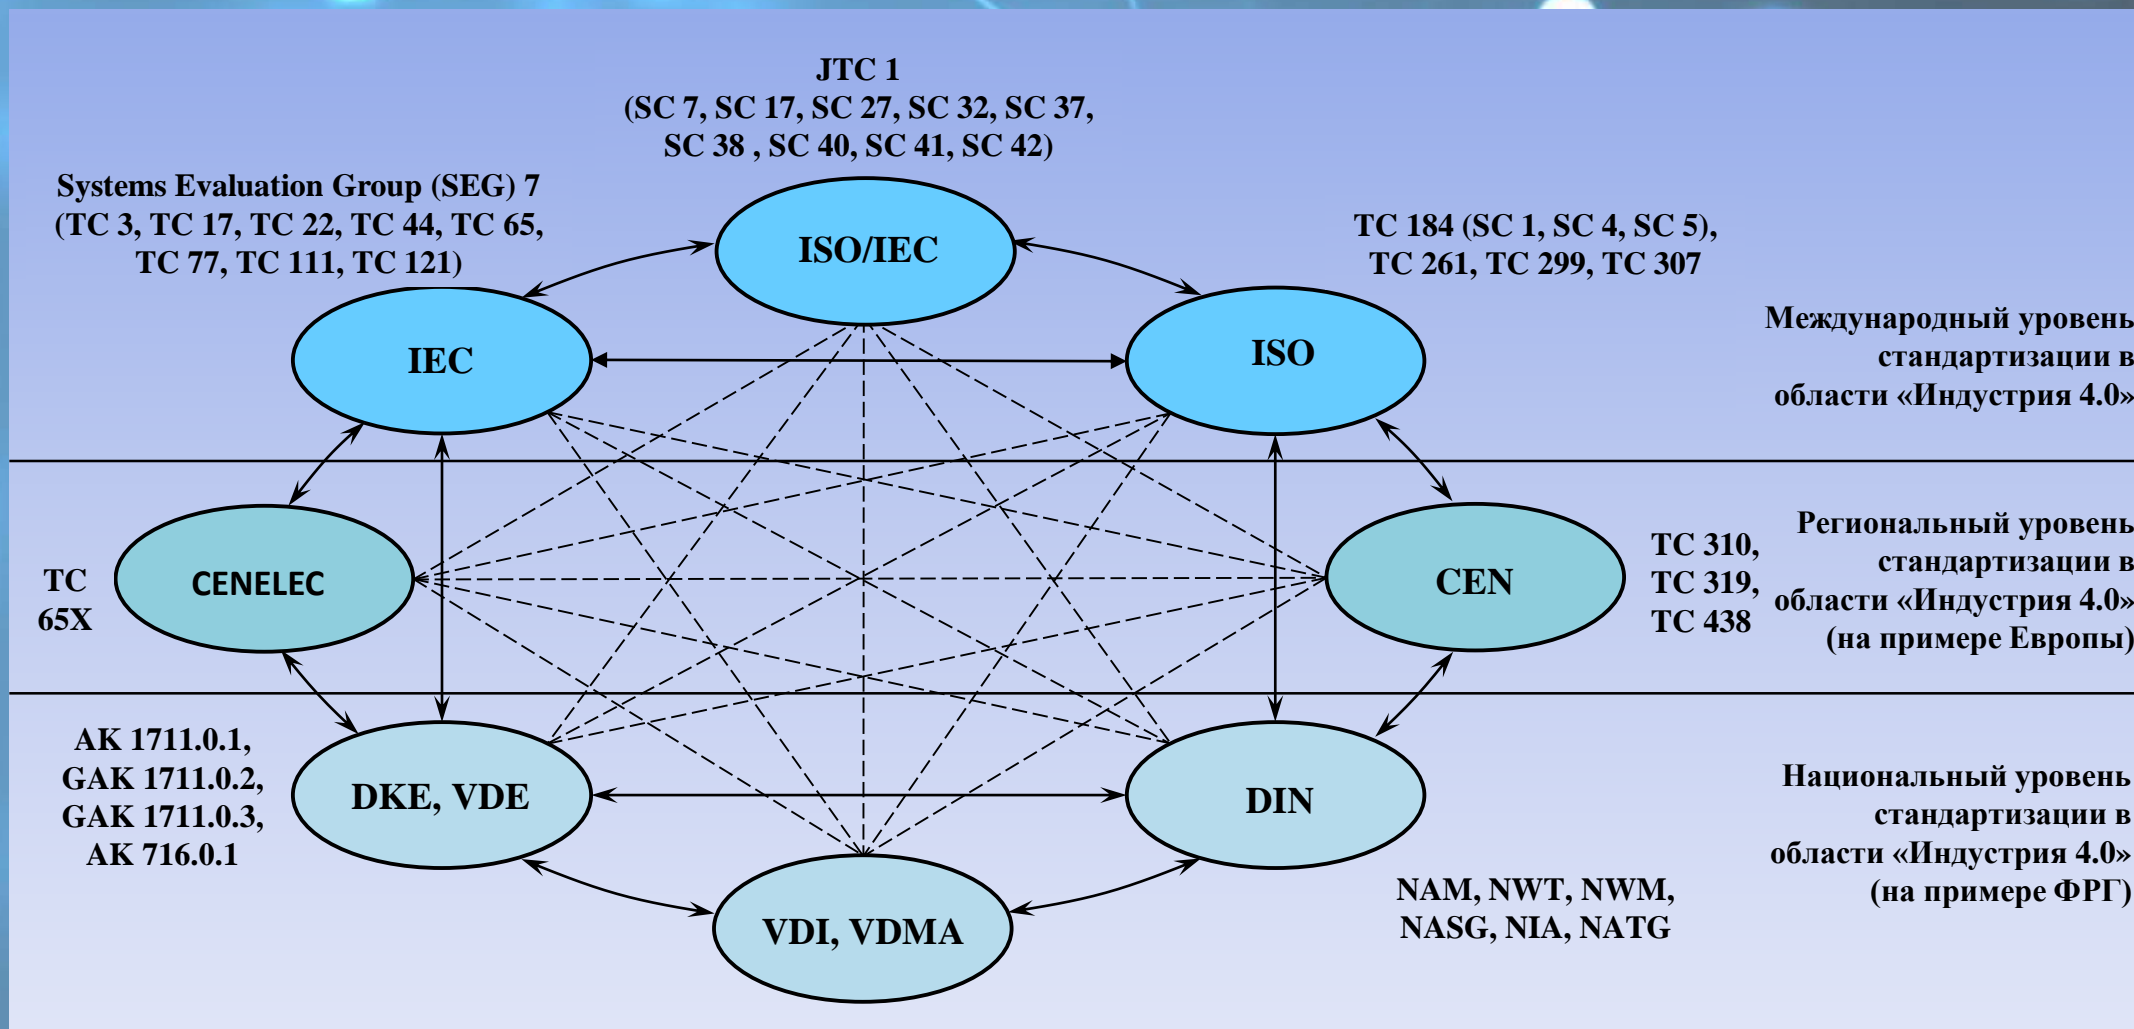 JTC 1
(SC 7, SC 17, SC 27, SC 32, SC 37,
SC 38 , SC 40, SC 41, SC 42)
Systems Evaluation Group (SEG) 7
(TC 3, TC 17, TC 22, TC 44, TC 65,
TC 77, TC 111, TC 121)
ISO/IEC
TC 184 (SC 1, SC 4, SC 5),
TC 261, TC 299, TC 307
IEC
ISO
Международный уровень
стандартизации в
области «Индустрия 4.0»
TC
65X
CENELEC
CEN
TC 310,
TC 319,
TC 438
Региональный уровень
стандартизации в
области «Индустрия 4.0»
(на примере Европы)
AK 1711.0.1,
GAK 1711.0.2,
GAK 1711.0.3,
AK 716.0.1
DKE, VDE
DIN
Национальный уровень
стандартизации в
области «Индустрия 4.0»
(на примере ФРГ)
VDI, VDMA
NAM, NWT, NWM,
NASG, NIA, NATG